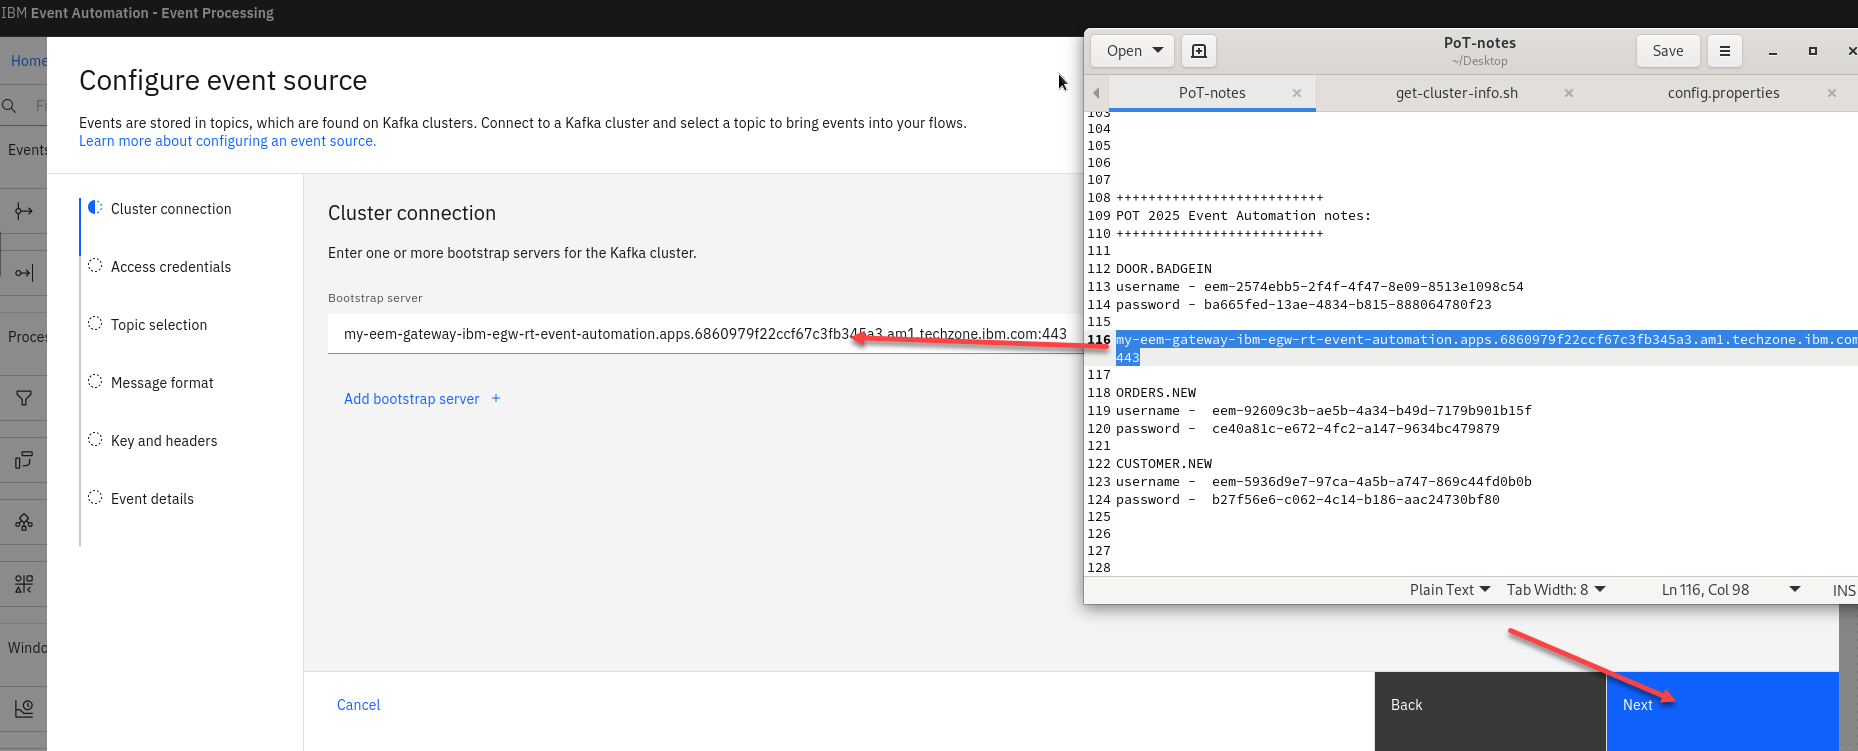 IBM Event Automation - Event Processing
Home
Configure event source
Events are stored in topics, which are found on Kafka clusters. Connect to a Kafka cluster and select a topic to bring events into your flows.
Learn more about configuring an event source.
Fi
Events
Proces
Windo
Cluster connection
Access credentials
Topic selection
Message format
Key and headers
Event details
Cluster connection
Enter one or more bootstrap servers for the Kafka cluster.
Bootstrap server
my-eem-gateway-ibm-egw-rt-event-automation.apps.6860979f22ccf67c3fb345a3.am1.techzone.ibm.com:443
Add bootstrap server +
Cancel
Back
Next
Open
PoT-notes
~/Desktop
Save
PoT-notes
get-cluster-info.sh
config.properties
103
104
105
106
107
108 ++++++++++++++++++++++++++
109 POT 2025 Event Automation notes:
110 ++++++++++++++++++++++++++
111
112 DOOR.BADGEIN
113 username - eem-2574ebb5-2f4f-4f47-8e09-8513e1098c54
114 password - ba665fed-13ae-4834-b815-888064780f23
115
116 my-eem-gateway-ibm-egw-rt-event-automation.apps.6860979f22ccf67c3fb345a3.am1.techzone.ibm.com
443
117
118 ORDERS.NEW
119 username -  eem-92609c3b-ae5b-4a34-b49d-7179b901b15f
120 password -  ce40a81c-e672-4fc2-a147-9634bc479879
121
122 CUSTOMER.NEW
123 username -  eem-5936d9e7-97ca-4a5b-a747-869c44fd0b0b
124 password -  b27f56e6-c062-4c14-b186-aac24730bf80
125
126
127
128
Plain Text
Tab Width: 8
Ln 116, Col 98
INS